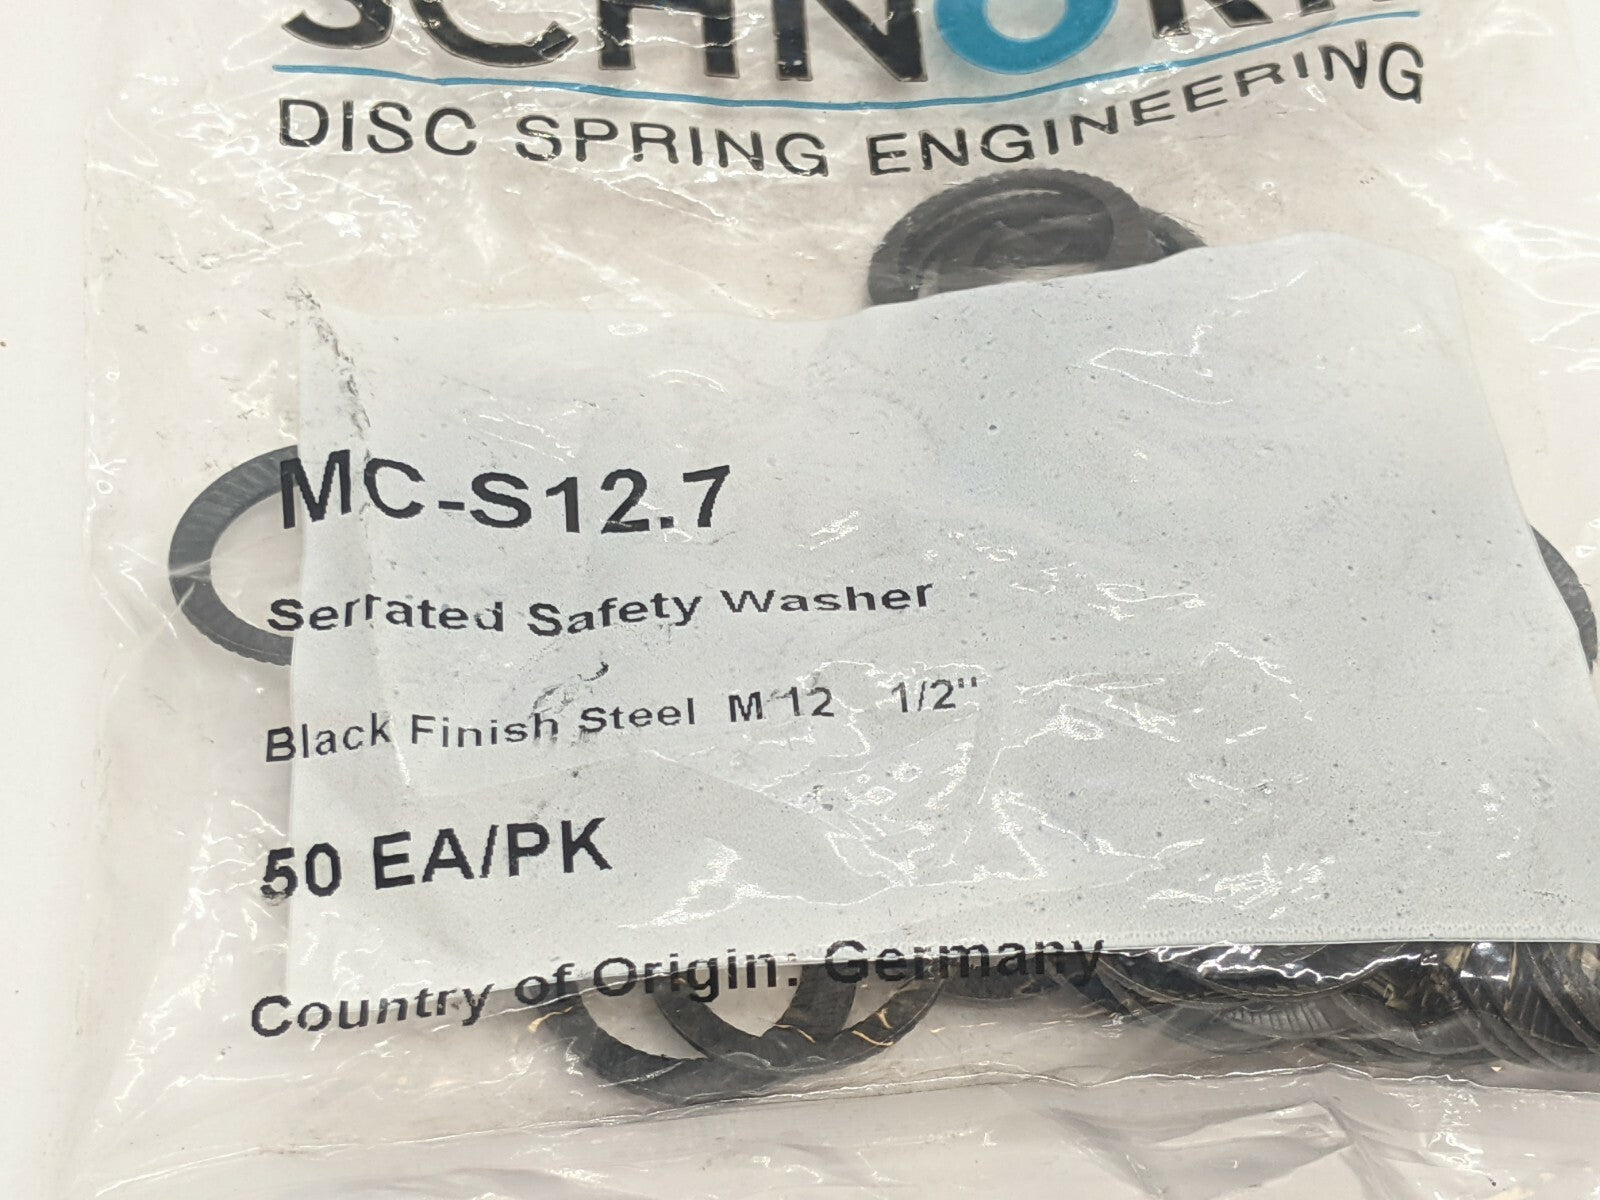 SCHNORR
DISC SPRING ENGINEERING
MC-S12.7
Serrated Safety Washer
Black Finish Steel M 12 1/2"
50 EA/PK
Country of Origin: Germany